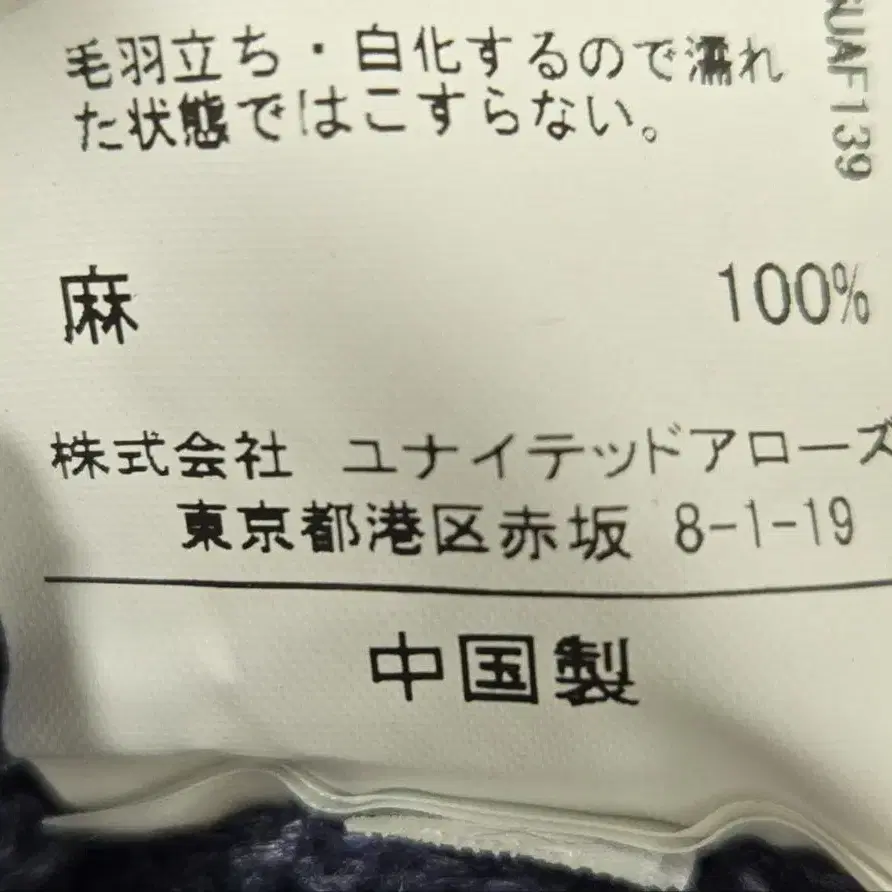 毛羽立ち・白化するので濡れ
た状態ではこすらない。
UAF139
麻 100%
株式会社 ユナイテッドアローズ
東京都港区赤坂 8-1-19
中国製